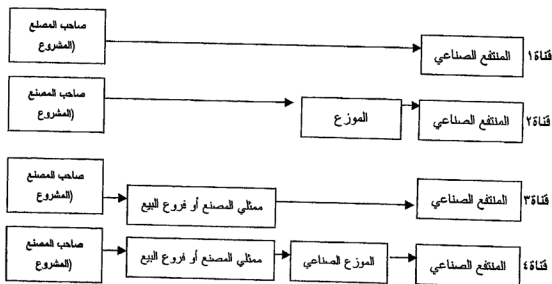 قناة١ المنتفع الصناعي صاحب المصنع
(المشروع
قناة٢ المنتفع الصناعي الموزع صاحب المصنع
(المشروع
قناة٣ المنتفع الصناعي ممثلي المصنع أو فروع البيع صاحب المصنع
(المشروع
قناة٤ المنتفع الصناعي الموزع الصناعي ممثلي المصنع أو فروع البيع صاحب المصنع
(المشروع